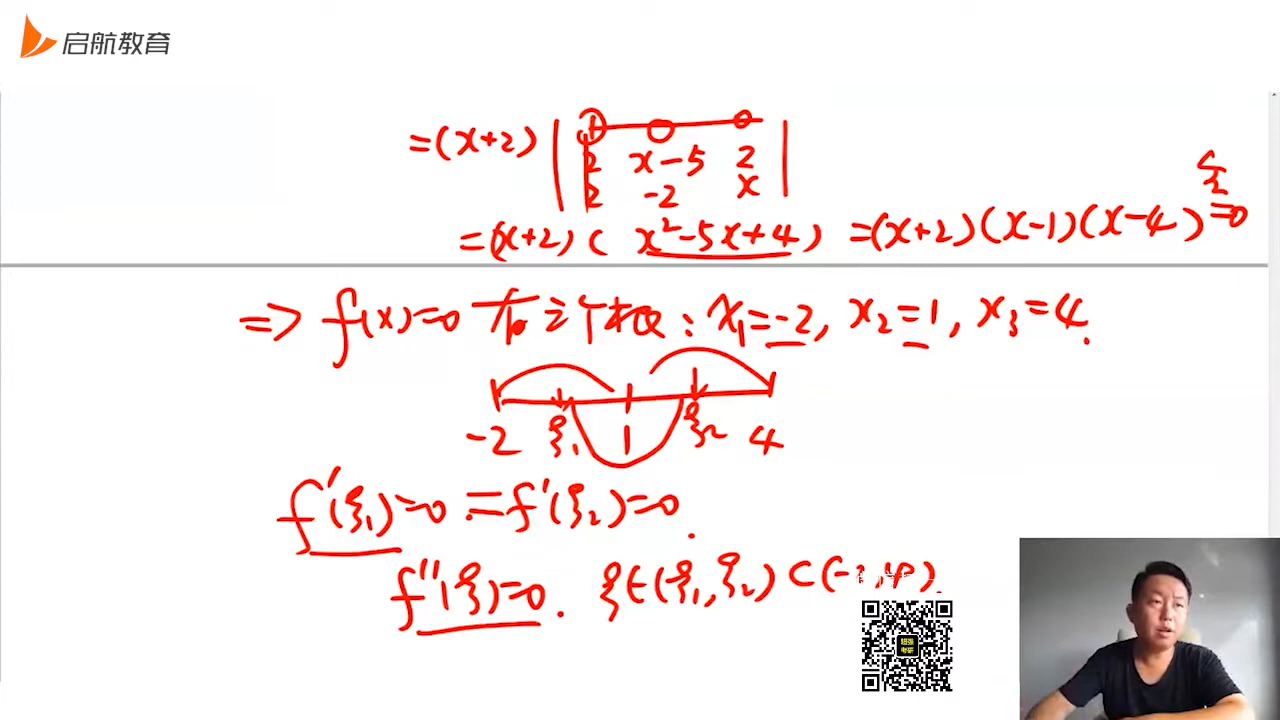 启航教育
=(x+2) | 1 0 0 |
| 2 x-5 2 |
| 2 -2 x |
=(x+2)( x²-5x+4) =(x+2)(x-1)(x-4) 令=0
=> f(x)=0 有三个根: x₁=-2, x₂=1, x₃=4.
-2 ξ₁ 1 ξ₂ 4
f'(ξ₁)=0 = f'(ξ₂)=0.
f''(ξ)=0. ξ∈(ξ₁,ξ₂)⊂(-2,4).